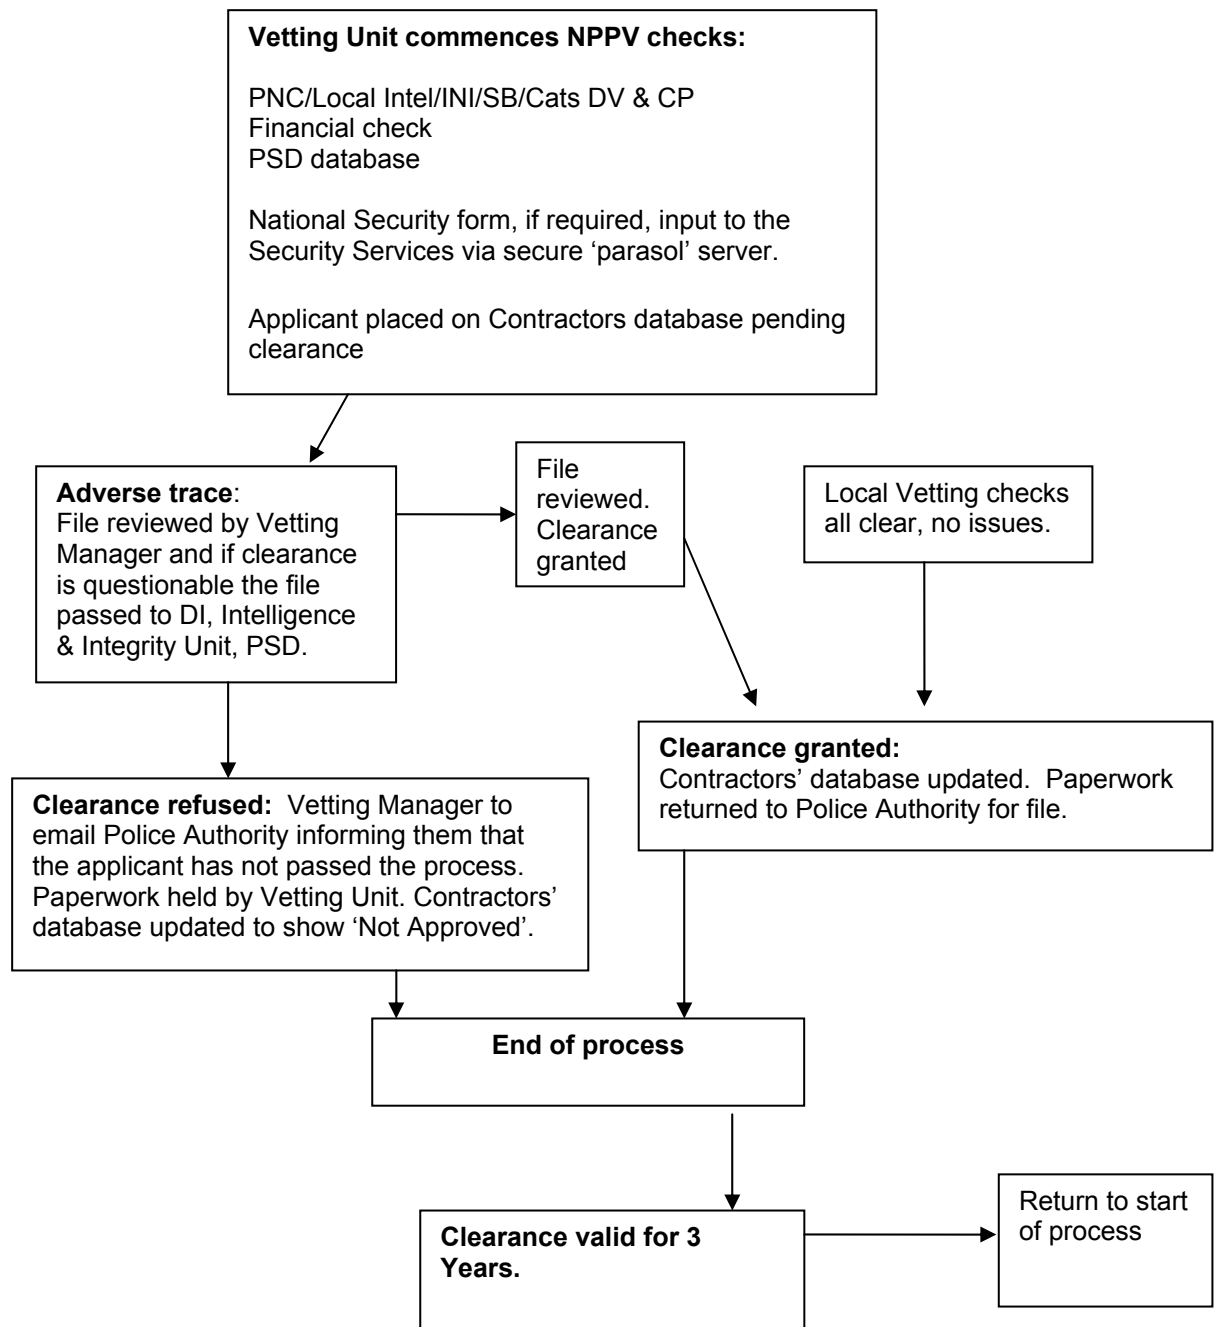 Vetting Unit commences NPPV checks:
PNC/Local Intel/INI/SB/Cats DV & CP
Financial check
PSD database
National Security form, if required, input to the
Security Services via secure ‘parasol’ server.
Applicant placed on Contractors database pending
clearance
Adverse trace:
File reviewed by Vetting
Manager and if clearance
is questionable the file
passed to DI, Intelligence
& Integrity Unit, PSD.
File
reviewed.
Clearance
granted
Local Vetting checks
all clear, no issues.
Clearance refused:  Vetting Manager to
email Police Authority informing them that
the applicant has not passed the process.
Paperwork held by Vetting Unit. Contractors’
database updated to show ‘Not Approved’.
Clearance granted:
Contractors’ database updated.  Paperwork
returned to Police Authority for file.
End of process
Clearance valid for 3
Years.
Return to start
of process